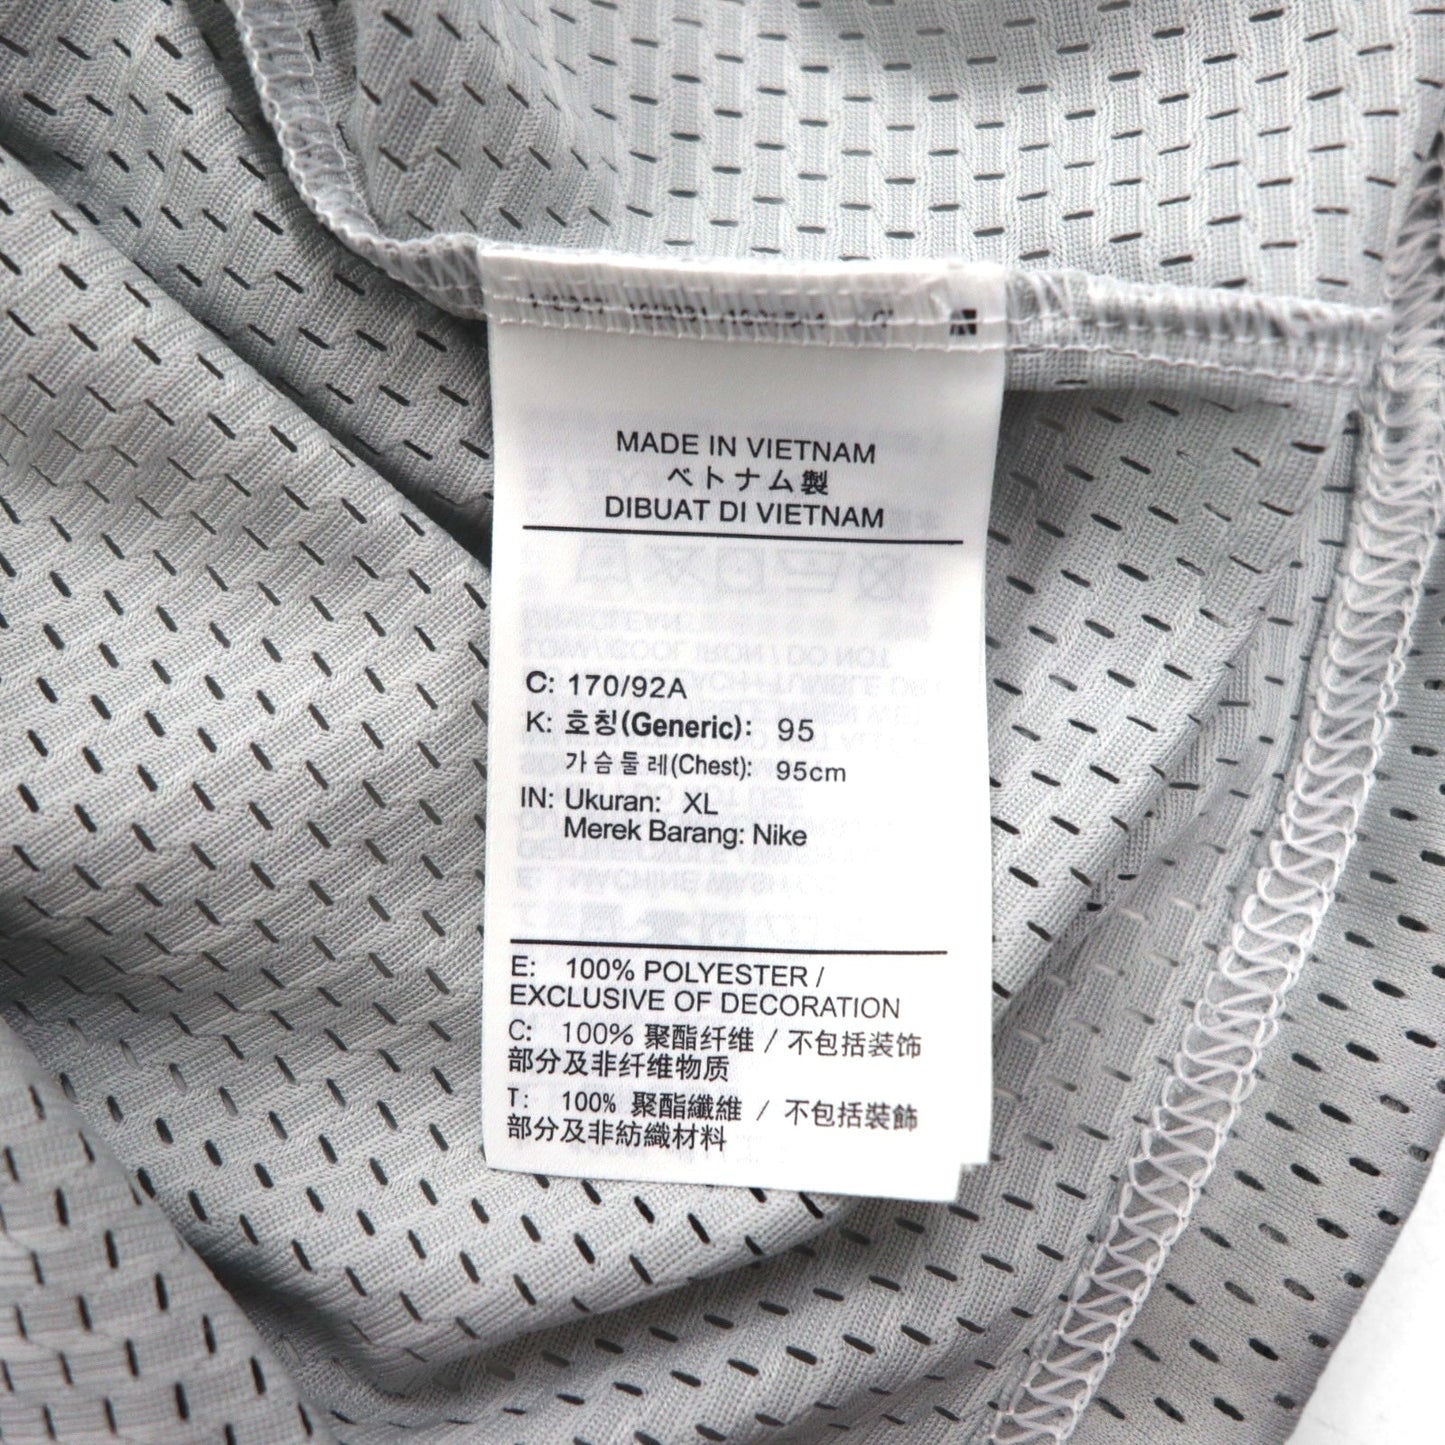 MADE IN VIETNAM
ベトナム製
DIBUAT DI VIETNAM
C: 170/92A
K: 호칭(Generic): 95
가슴둘레(Chest): 95cm
IN: Ukuran: XL
Merek Barang: Nike
E: 100% POLYESTER /
EXCLUSIVE OF DECORATION
C: 100% 聚酯纤维 / 不包括装饰
部分及非纤维物质
T: 100% 聚酯纖維 / 不包括裝飾
部分及非紡織材料